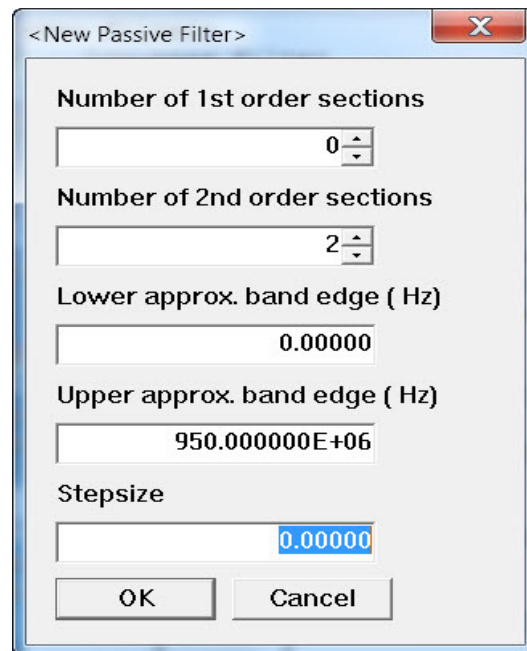 <New Passive Filter>
Number of 1st order sections
0
Number of 2nd order sections
2
Lower approx. band edge ( Hz)
0.00000
Upper approx. band edge ( Hz)
950.000000E+06
Stepsize
0.00000
OK Cancel